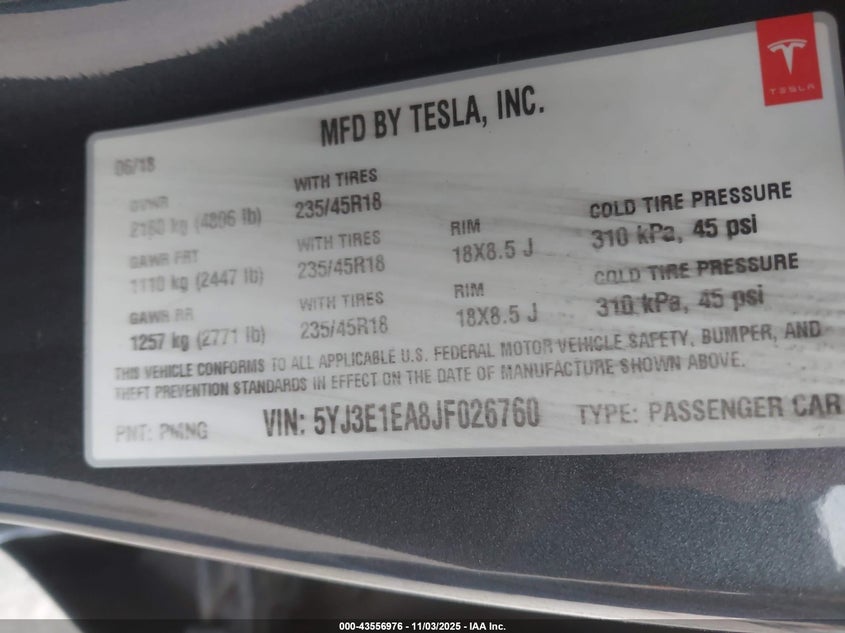 TESLA
MFD BY TESLA, INC.
06/18
GVWR
2180 kg (4806 lb)
WITH TIRES
235/45R18
GAWR FRT
1110 kg (2447 lb)
WITH TIRES
235/45R18
RIM
18X8.5 J
COLD TIRE PRESSURE
310 kPa, 45 psi
GAWR RR
1257 kg (2771 lb)
WITH TIRES
235/45R18
RIM
18X8.5 J
COLD TIRE PRESSURE
310 kPa, 45 psi
THIS VEHICLE CONFORMS TO ALL APPLICABLE U.S. FEDERAL MOTOR VEHICLE SAFETY, BUMPER, AND
THEFT PREVENTION STANDARDS IN EFFECT ON THE DATE OF MANUFACTURE SHOWN ABOVE.
PNT: PMNG VIN: 5YJ3E1EA8JF026760 TYPE: PASSENGER CAR
000-43556976 - 11/03/2025 - IAA Inc.